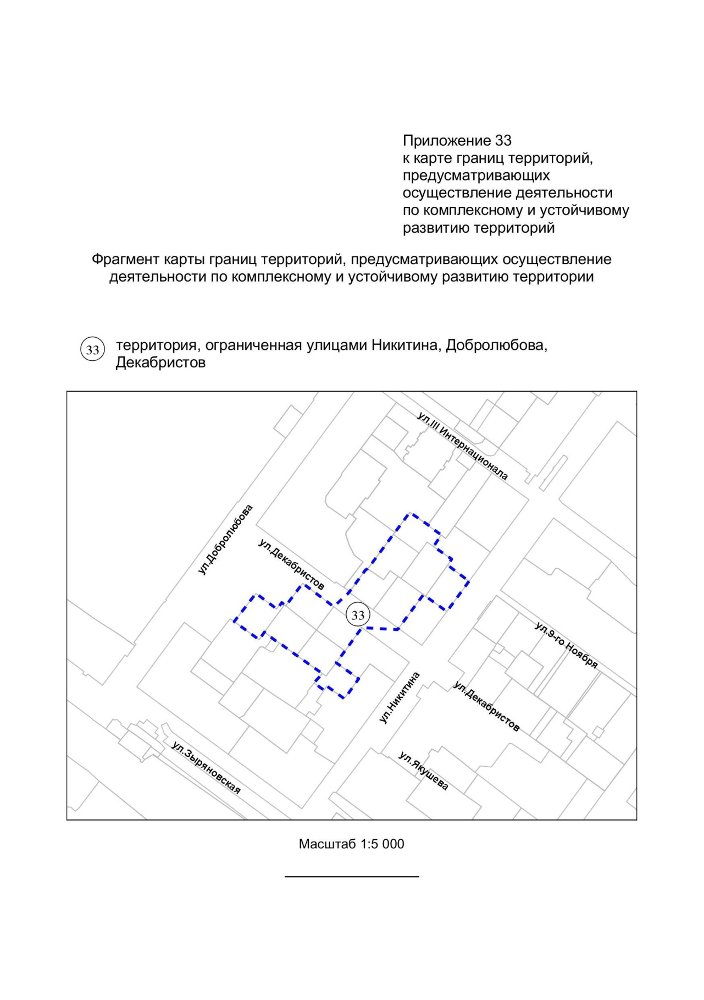 Приложение 33
к карте границ территорий,
предусматривающих
осуществление деятельности
по комплексному и устойчивому
развитию территорий
Фрагмент карты границ территорий, предусматривающих осуществление
деятельности по комплексному и устойчивому развитию территории
33
территория, ограниченная улицами Никитина, Добролюбова,
Декабристов
ул.III Интернационала
ул.Добролюбова
ул.Декабристов
33
ул.9-го Ноября
ул.Никитина
ул.Декабристов
ул.Зыряновская
ул.Якушева
Масштаб 1:5 000